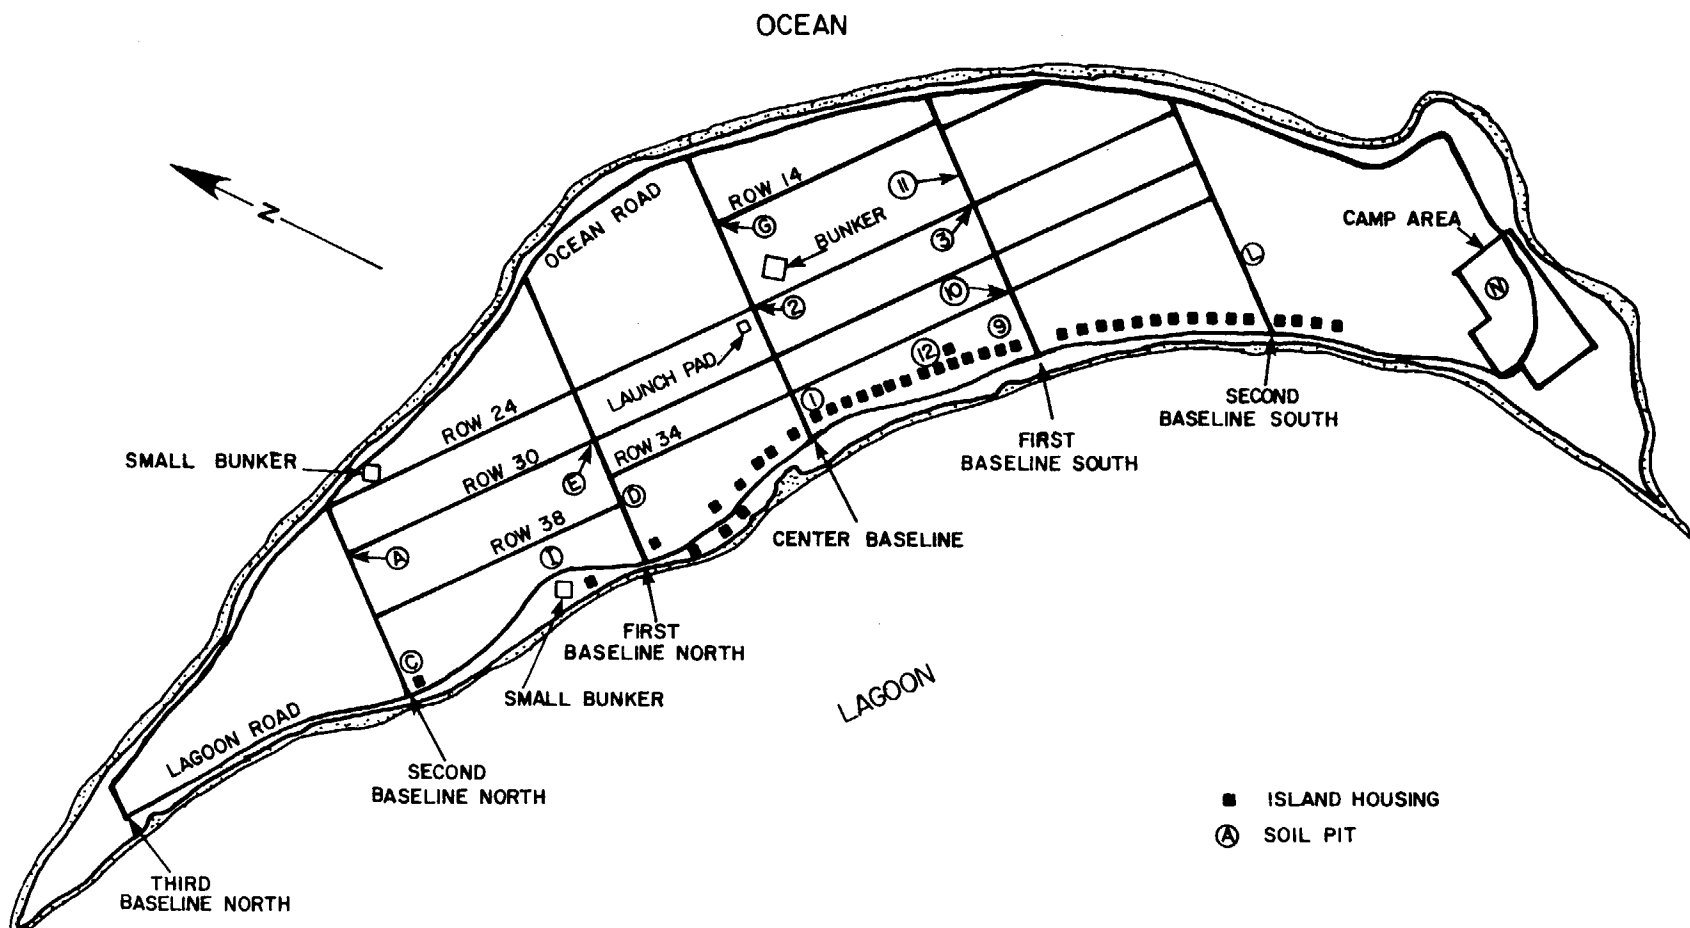 OCEAN
N
OCEAN ROAD
ROW 14
G
11
BUNKER
3
CAMP AREA
L
N
2
10
9
12
LAUNCH PAD
1
ROW 24
SMALL BUNKER
ROW 30
ROW 34
E
D
ROW 38
A
I
SECOND
BASELINE SOUTH
FIRST
BASELINE SOUTH
CENTER BASELINE
FIRST
BASELINE NORTH
C
SMALL BUNKER
LAGOON
LAGOON ROAD
SECOND
BASELINE NORTH
ISLAND HOUSING
A SOIL PIT
THIRD
BASELINE NORTH